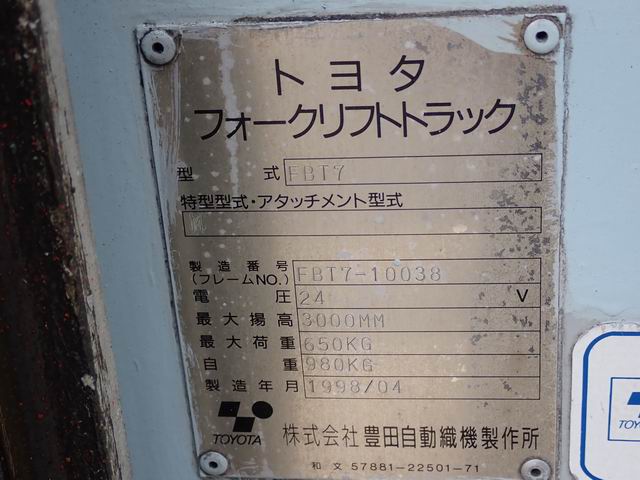 トヨタ
フォークリフトトラック
型式 FBT7
特型型式・アタッチメント型式
製造番号
(フレームNO.) FBT7-10038
電圧 24 V
最大揚高 3000MM
最大荷重 650KG
自重 980KG
製造年月 1998/04
TOYOTA 株式会社豊田自動織機製作所
和文 57881-22501-71